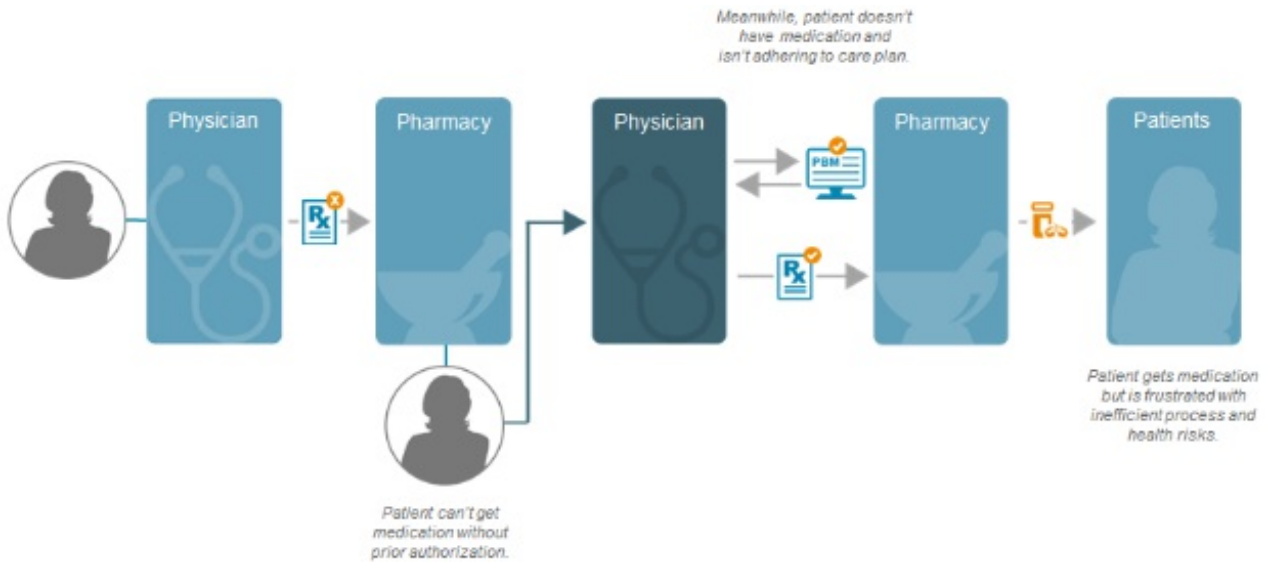 Meanwhile, patient doesn't
have medication and
isn't adhering to care plan.
Physician
Pharmacy
Physician
Pharmacy
Patients
PBM
Rx
Rx
Patient gets medication
but is frustrated with
inefficient process and
health risks.
Patient can't get
medication without
prior authorization.